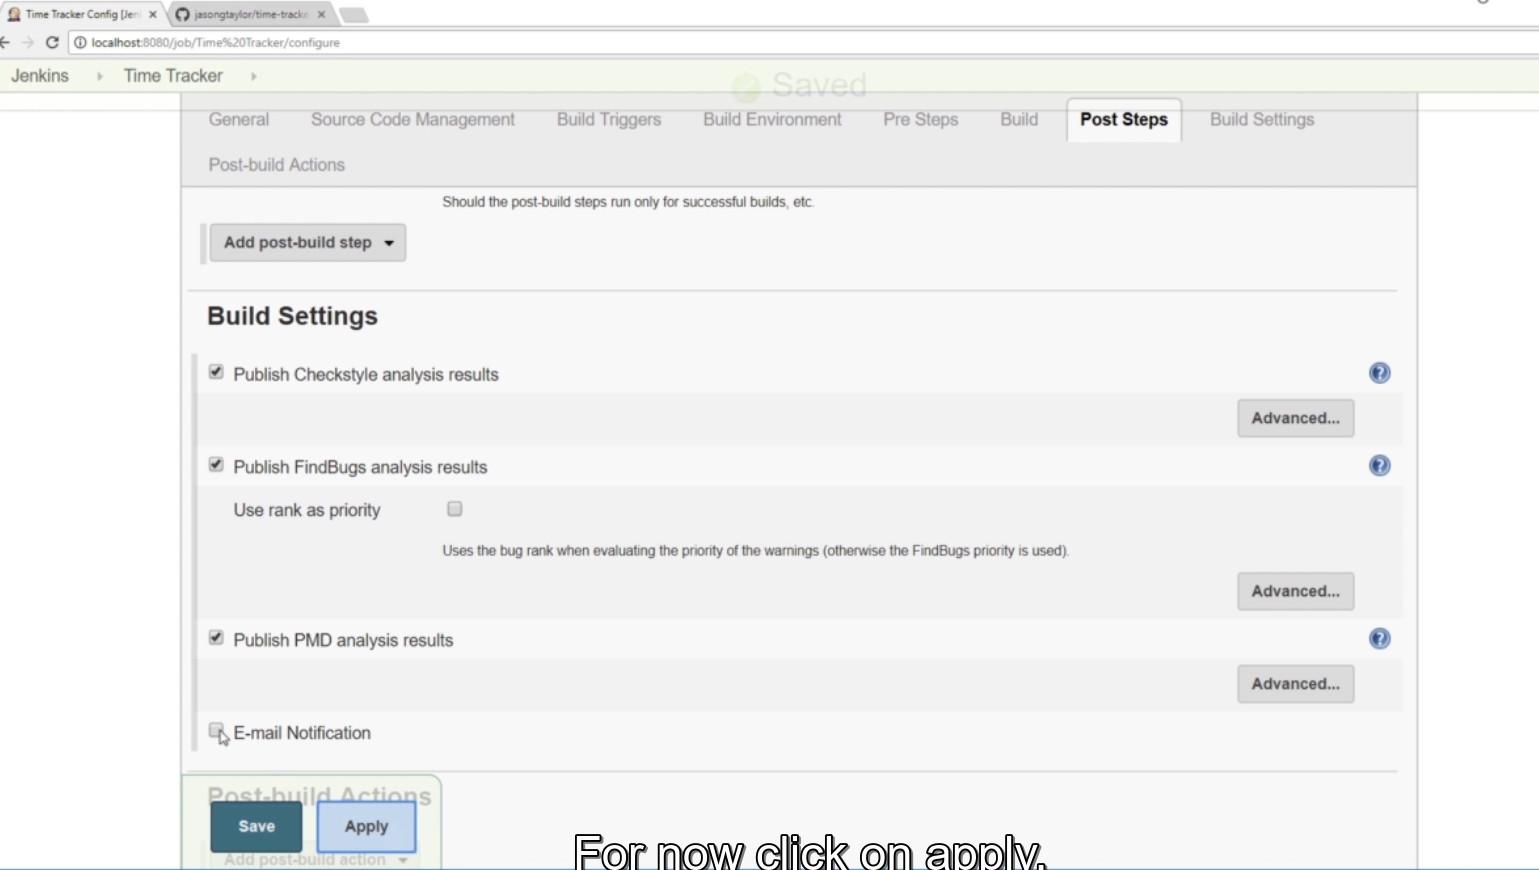 Time Tracker Config [Jen
jasongtaylor/time-tracke
localhost:8080/job/Time%20Tracker/configure
Jenkins
Time Tracker
Saved
General
Source Code Management
Build Triggers
Build Environment
Pre Steps
Build
Post Steps
Build Settings
Post-build Actions
Should the post-build steps run only for successful builds, etc.
Add post-build step
Build Settings
Publish Checkstyle analysis results
Advanced...
Publish FindBugs analysis results
Use rank as priority
Uses the bug rank when evaluating the priority of the warnings (otherwise the FindBugs priority is used).
Advanced...
Publish PMD analysis results
Advanced...
E-mail Notification
Post-build Actions
Save
Apply
Add post-build action
For now click on apply.